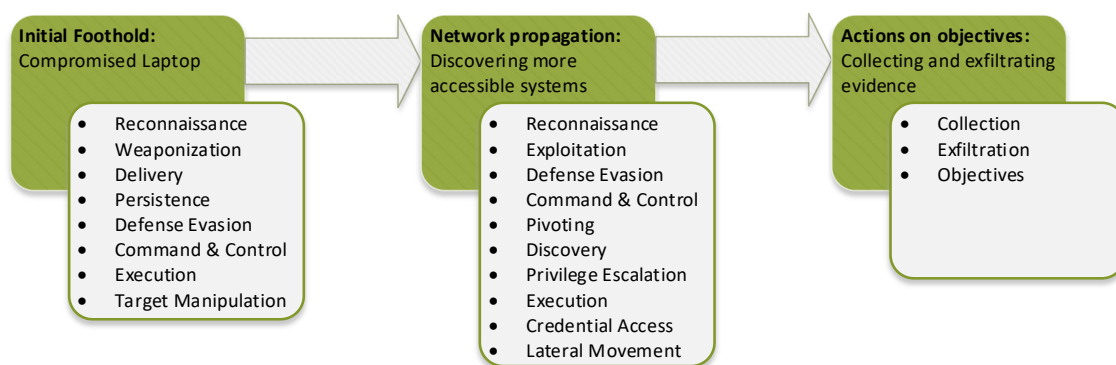 Initial Foothold:
Compromised Laptop
• Reconnaissance
• Weaponization
• Delivery
• Persistence
• Defense Evasion
• Command & Control
• Execution
• Target Manipulation
Network propagation:
Discovering more
accessible systems
• Reconnaissance
• Exploitation
• Defense Evasion
• Command & Control
• Pivoting
• Discovery
• Privilege Escalation
• Execution
• Credential Access
• Lateral Movement
Actions on objectives:
Collecting and exfiltrating
evidence
• Collection
• Exfiltration
• Objectives